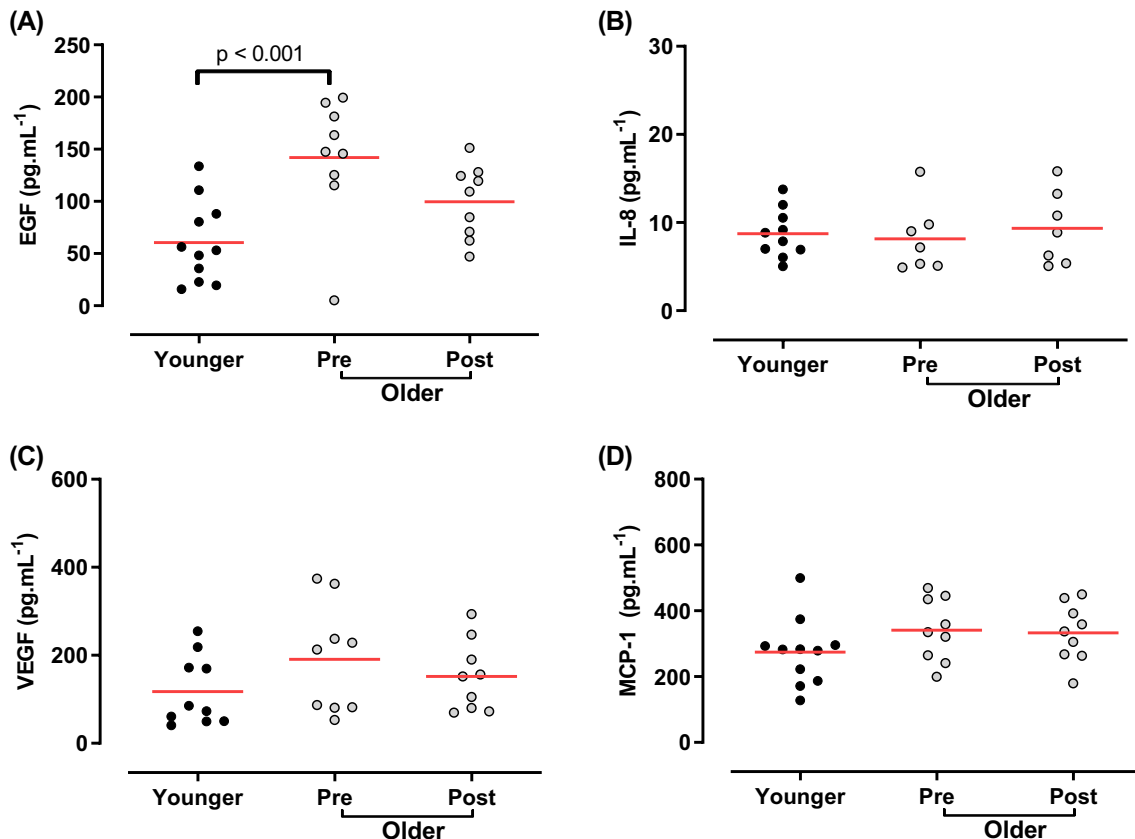 (A)
EGF (pg.mL⁻¹)
250
200
150
100
50
0
p < 0.001
Younger
Pre
Post
Older
(B)
IL-8 (pg.mL⁻¹)
30
20
10
0
Younger
Pre
Post
Older
(C)
VEGF (pg.mL⁻¹)
600
400
200
0
Younger
Pre
Post
Older
(D)
MCP-1 (pg.mL⁻¹)
800
600
400
200
0
Younger
Pre
Post
Older